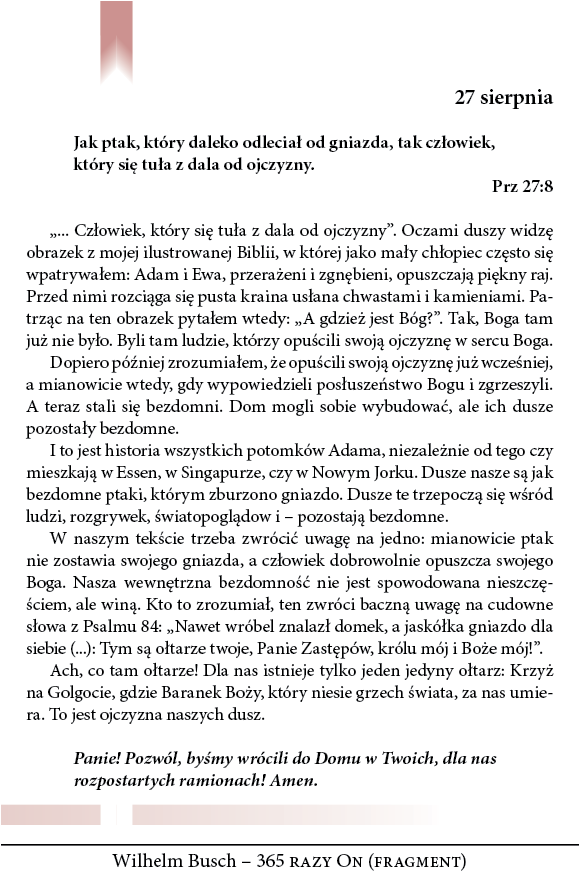 27 sierpnia
Jak ptak, który daleko odleciał od gniazda, tak człowiek,
który się tuła z dala od ojczyzny.
Prz 27:8
„... Człowiek, który się tuła z dala od ojczyzny”. Oczami duszy widzę
obrazek z mojej ilustrowanej Biblii, w której jako mały chłopiec często się
wpatrywałem: Adam i Ewa, przerażeni i zgnębieni, opuszczają piękny raj.
Przed nimi rozciąga się pusta kraina usłana chwastami i kamieniami. Pa-
trząc na ten obrazek pytałem wtedy: „A gdzież jest Bóg?”. Tak, Boga tam
już nie było. Byli tam ludzie, którzy opuścili swoją ojczyznę w sercu Boga.
Dopiero później zrozumiałem, że opuścili swoją ojczyznę już wcześniej,
a mianowicie wtedy, gdy wypowiedzieli posłuszeństwo Bogu i zgrzeszyli.
A teraz stali się bezdomni. Dom mogli sobie wybudować, ale ich dusze
pozostały bezdomne.
I to jest historia wszystkich potomków Adama, niezależnie od tego czy
mieszkają w Essen, w Singapurze, czy w Nowym Jorku. Dusze nasze są jak
bezdomne ptaki, którym zburzono gniazdo. Dusze te trzepoczą się wśród
ludzi, rozgrywek, światopoglądów i – pozostają bezdomne.
W naszym tekście trzeba zwrócić uwagę na jedno: mianowicie ptak
nie zostawia swojego gniazda, a człowiek dobrowolnie opuszcza swojego
Boga. Nasza wewnętrzna bezdomność nie jest spowodowana nieszczę-
ściem, ale winą. Kto to zrozumiał, ten zwróci baczną uwagę na cudowne
słowa z Psalmu 84: „Nawet wróbel znalazł domek, a jaskółka gniazdo dla
siebie (...): Tym są ołtarze twoje, Panie Zastępów, królu mój i Boże mój!”.
Ach, co tam ołtarze! Dla nas istnieje tylko jeden jedyny ołtarz: Krzyż
na Golgocie, gdzie Baranek Boży, który niesie grzech świata, za nas umie-
ra. To jest ojczyzna naszych dusz.
Panie! Pozwól, byśmy wrócili do Domu w Twoich, dla nas
rozpostartych ramionach! Amen.
Wilhelm Busch – 365 razy On (fragment)